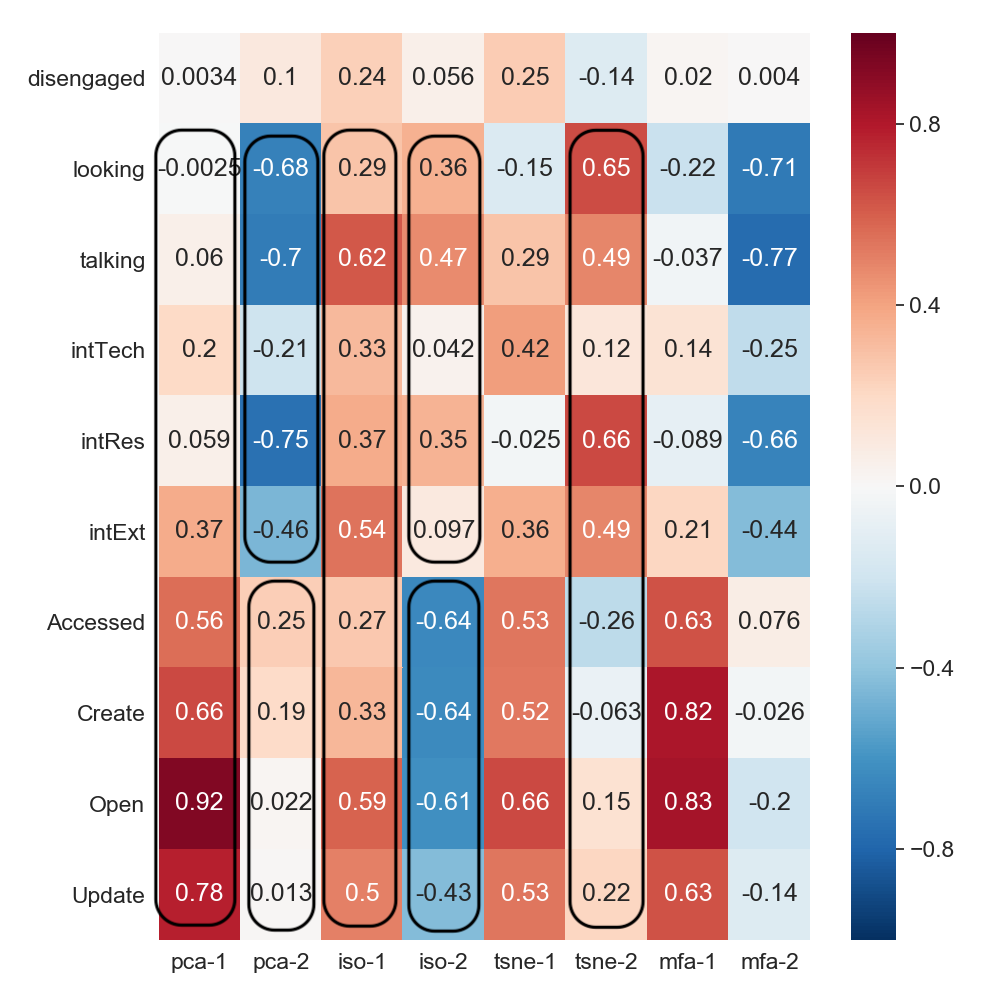 disengaged 0.0034 0.1 0.24 0.056 0.25 -0.14 0.02 0.004
0.8
looking -0.0025 -0.68 0.29 0.36 -0.15 0.65 -0.22 -0.71
talking 0.06 -0.7 0.62 0.47 0.29 0.49 -0.037 -0.77
0.4
intTech 0.2 -0.21 0.33 0.042 0.42 0.12 0.14 -0.25
intRes 0.059 -0.75 0.37 0.35 -0.025 0.66 -0.089 -0.66
0.0
intExt 0.37 -0.46 0.54 0.097 0.36 0.49 0.21 -0.44
Accessed 0.56 0.25 0.27 -0.64 0.53 -0.26 0.63 0.076
-0.4
Create 0.66 0.19 0.33 -0.64 0.52 -0.063 0.82 -0.026
Open 0.92 0.022 0.59 -0.61 0.66 0.15 0.83 -0.2
-0.8
Update 0.78 0.013 0.5 -0.43 0.53 0.22 0.63 -0.14
pca-1 pca-2 iso-1 iso-2 tsne-1 tsne-2 mfa-1 mfa-2